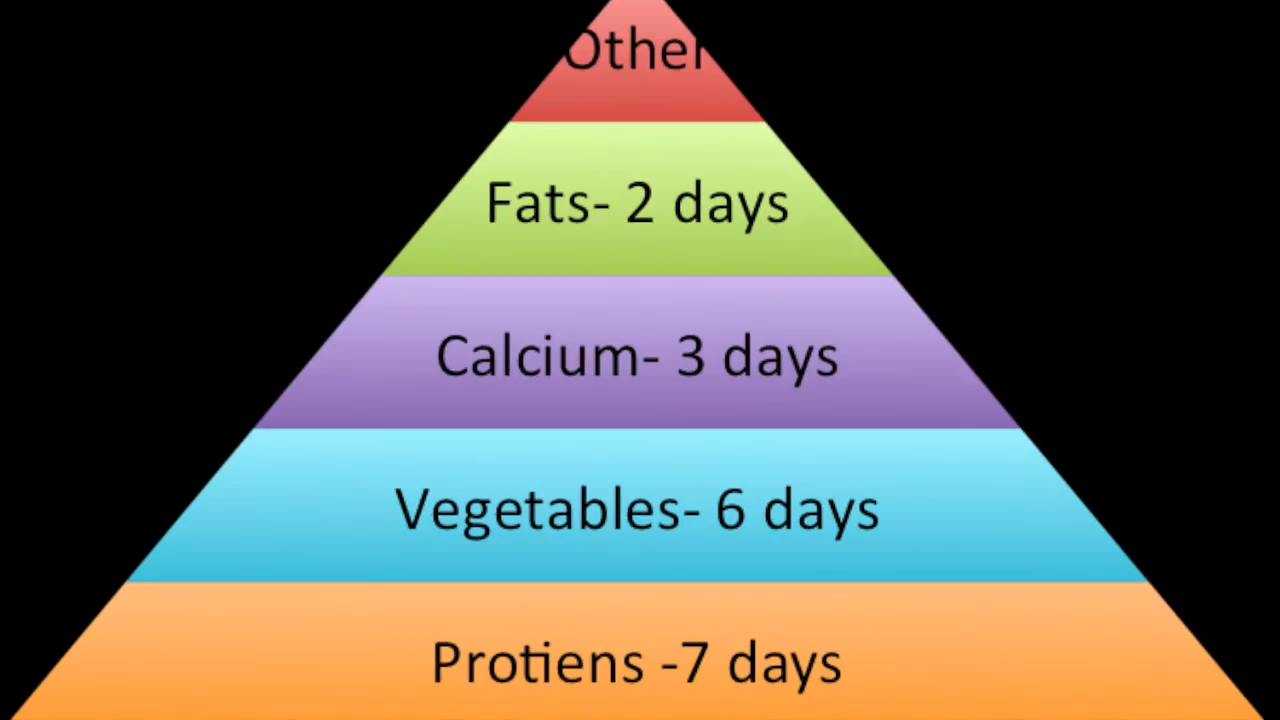 Other
Fats- 2 days
Calcium- 3 days
Vegetables- 6 days
Protiens -7 days